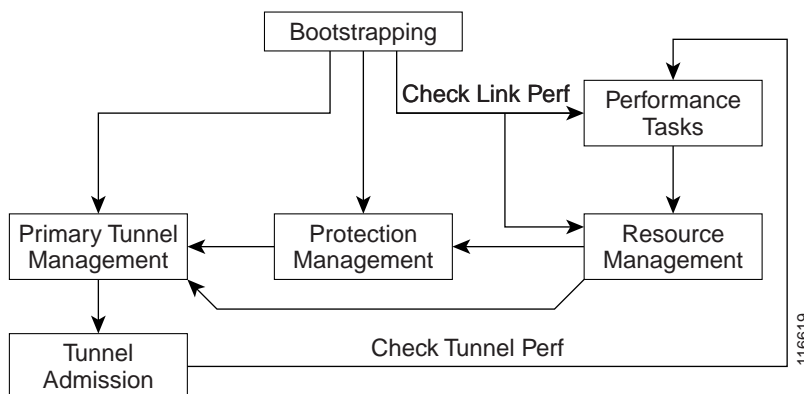 Bootstrapping
Check Link Perf
Performance
Tasks
Primary Tunnel
Management
Protection
Management
Resource
Management
Tunnel
Admission
Check Tunnel Perf
116619